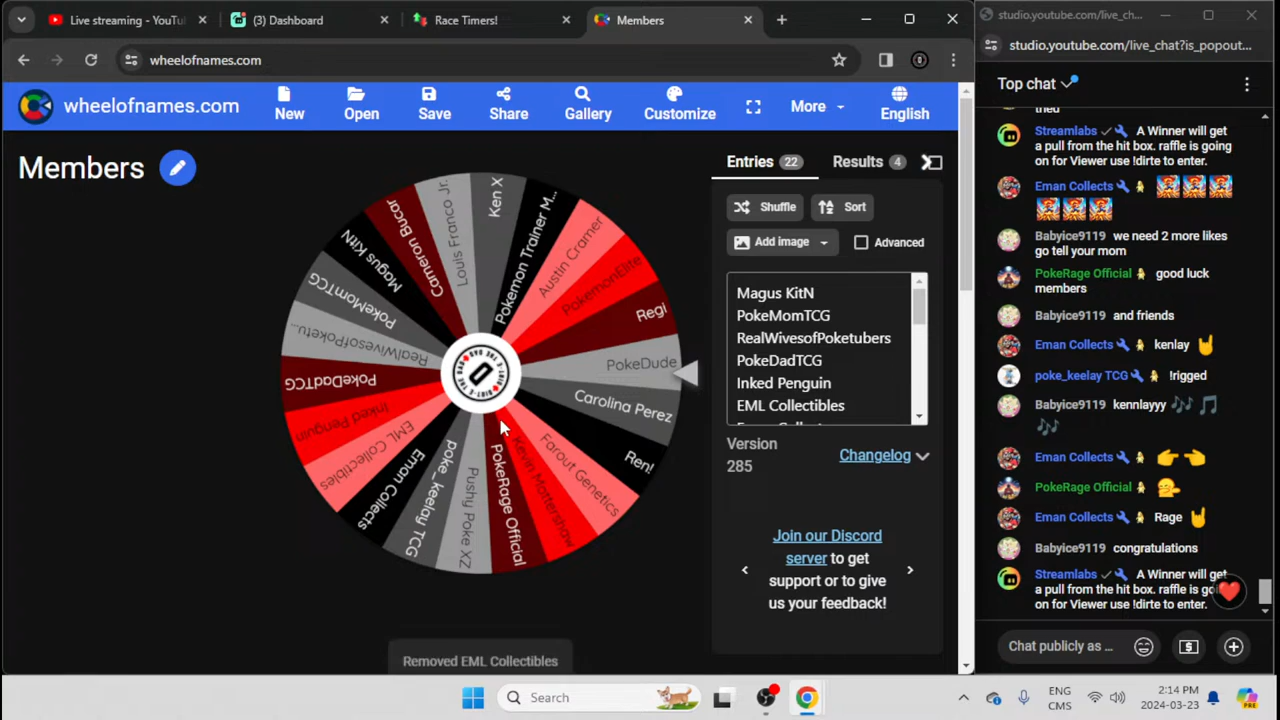 Live streaming - YouTu
(3) Dashboard
Race Timers!
Members
wheelofnames.com
wheelofnames.com
New
Open
Save
Share
Gallery
Customize
More
English
Members
Entries 22
Results 4
Shuffle
Sort
Add image
Advanced
Magus KitN
PokeMomTCG
RealWivesofPoketubers
PokeDadTCG
Inked Penguin
EML Collectibles
Version
285
Changelog
Join our Discord
server to get
support or to give
us your feedback!
Ken X
Pokemon Trainer M...
Austin Cramer
PokemonElite
Regi
PokeDude
Carolina Perez
Ren!
Farout Genetics
Kevin Mattershaw
PokeRage Official
Pushy Poke XZ
poke_keelay TCG
Eman Collects
EML Collectibles
Inked Penguin
PokeDadTCG
RealWivesofPoketu...
PokeMomTCG
Magus KitN
Cameron Bucar
Louis Franco Jr.
Removed EML Collectibles
studio.youtube.com/live_ch...
studio.youtube.com/live_chat?is_popout...
Top chat
tried
Streamlabs A Winner will get
a pull from the hit box. raffle is going
on for Viewer use !dirte to enter.
Eman Collects
Babyice9119 we need 2 more likes
go tell your mom
PokeRage Official good luck
members
Babyice9119 and friends
Eman Collects kenlay
poke_keelay TCG !rigged
Babyice9119 kennlayyy
Eman Collects
PokeRage Official
Eman Collects Rage
Babyice9119 congratulations
Streamlabs A Winner will get
a pull from the hit box. raffle is goi
on for Viewer use !dirte to enter.
Chat publicly as ...
Search
ENG
CMS
2:14 PM
2024-03-23
PRE